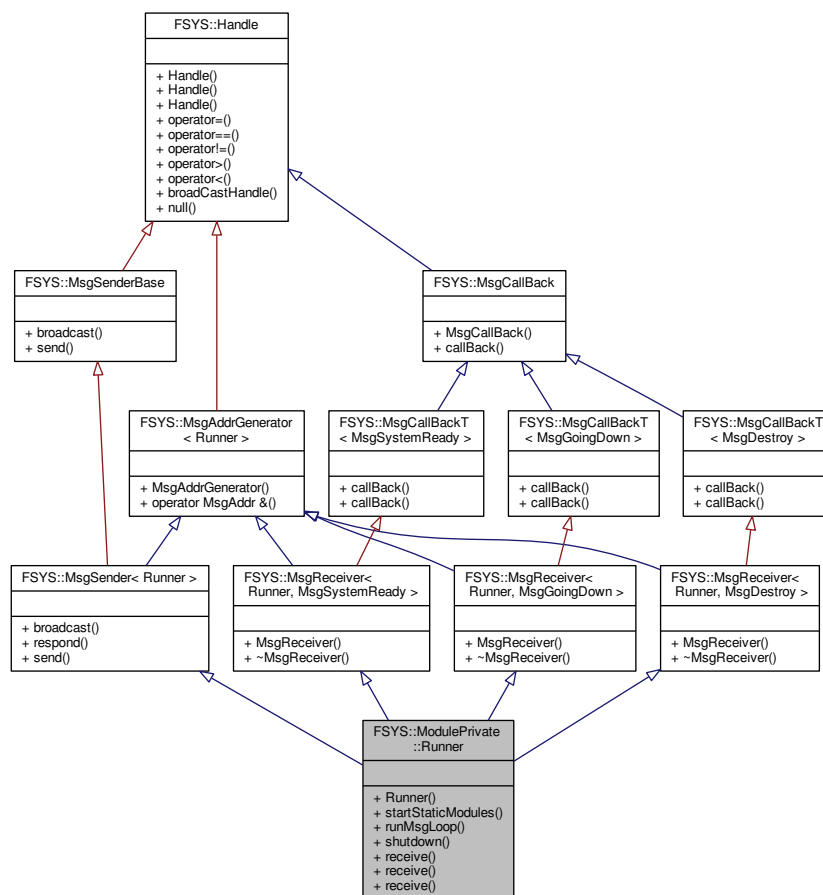 FSYS::Handle
+ Handle()
+ Handle()
+ Handle()
+ operator=()
+ operator==()
+ operator!=()
+ operator>()
+ operator<()
+ broadCastHandle()
+ null()
FSYS::MsgSenderBase
+ broadcast()
+ send()
FSYS::MsgCallBack
+ MsgCallBack()
+ callBack()
FSYS::MsgAddrGenerator
< Runner >
+ MsgAddrGenerator()
+ operator MsgAddr &()
FSYS::MsgCallBackT
< MsgSystemReady >
+ callBack()
+ callBack()
FSYS::MsgCallBackT
< MsgGoingDown >
+ callBack()
+ callBack()
FSYS::MsgCallBackT
< MsgDestroy >
+ callBack()
+ callBack()
FSYS::MsgSender< Runner >
+ broadcast()
+ respond()
+ send()
FSYS::MsgReceiver<
Runner, MsgSystemReady >
+ MsgReceiver()
+ ~MsgReceiver()
FSYS::MsgReceiver<
Runner, MsgGoingDown >
+ MsgReceiver()
+ ~MsgReceiver()
FSYS::MsgReceiver<
Runner, MsgDestroy >
+ MsgReceiver()
+ ~MsgReceiver()
FSYS::ModulePrivate
::Runner
+ Runner()
+ startStaticModules()
+ runMsgLoop()
+ shutdown()
+ receive()
+ receive()
+ receive()